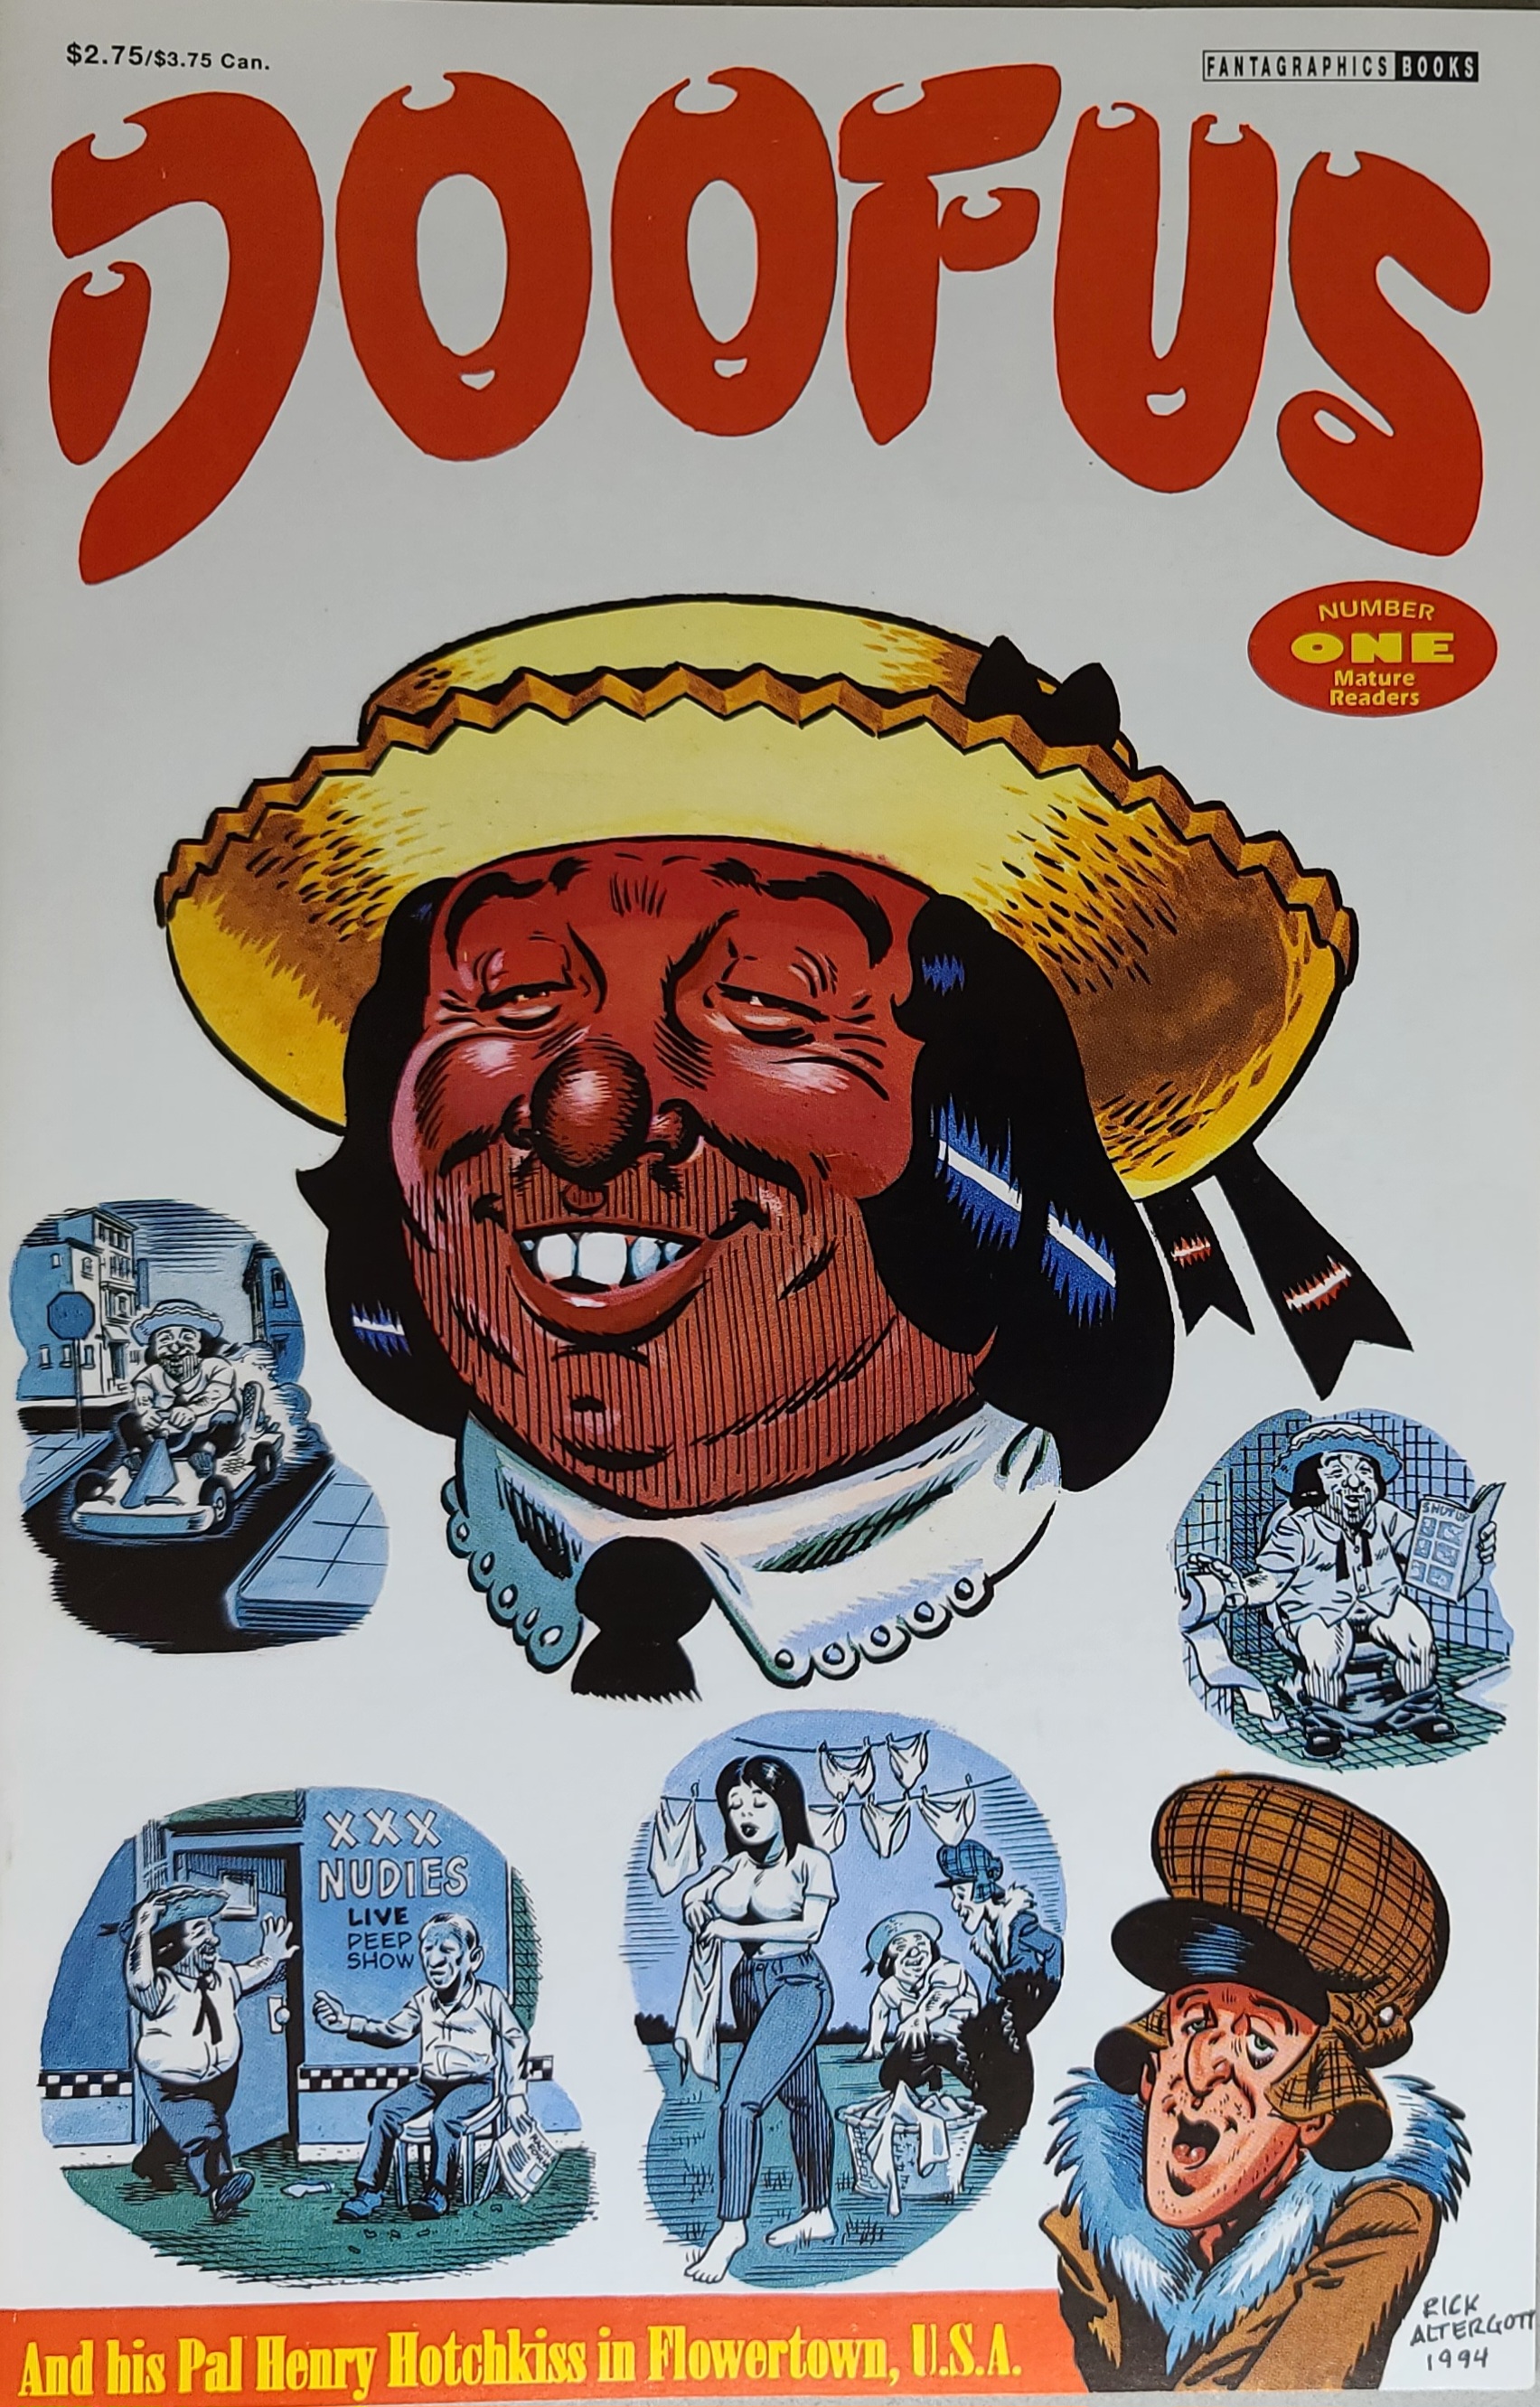 $2.75/$3.75 Can.
FANTAGRAPHICS BOOKS
DOOFUS
NUMBER
ONE
Mature
Readers
XXX
NUDIES
LIVE
PEEP
SHOW
And his Pal Henry Hotchkiss in Flowertown, U.S.A.
RICK
ALTERGOTT
1994